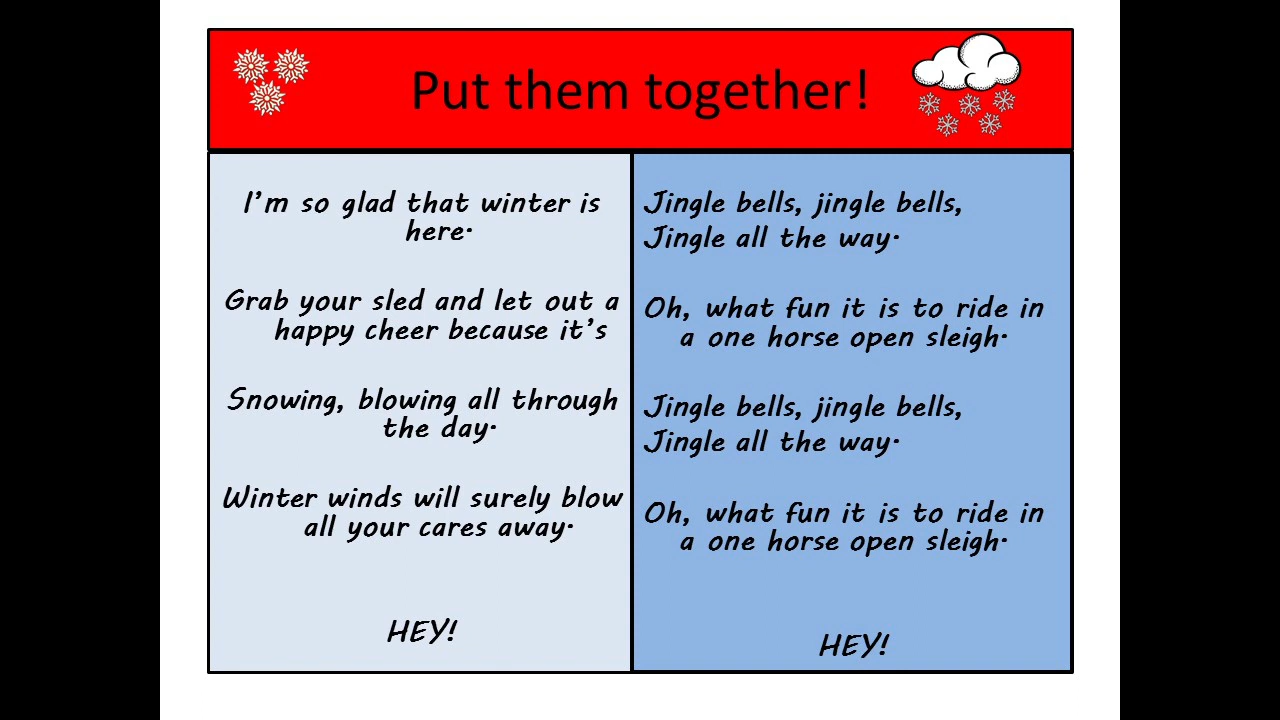 Put them together!
I'm so glad that winter is
here.
Grab your sled and let out a
happy cheer because it's
Snowing, blowing all through
the day.
Winter winds will surely blow
all your cares away.
HEY!
Jingle bells, jingle bells,
Jingle all the way.
Oh, what fun it is to ride in
a one horse open sleigh.
Jingle bells, jingle bells,
Jingle all the way.
Oh, what fun it is to ride in
a one horse open sleigh.
HEY!